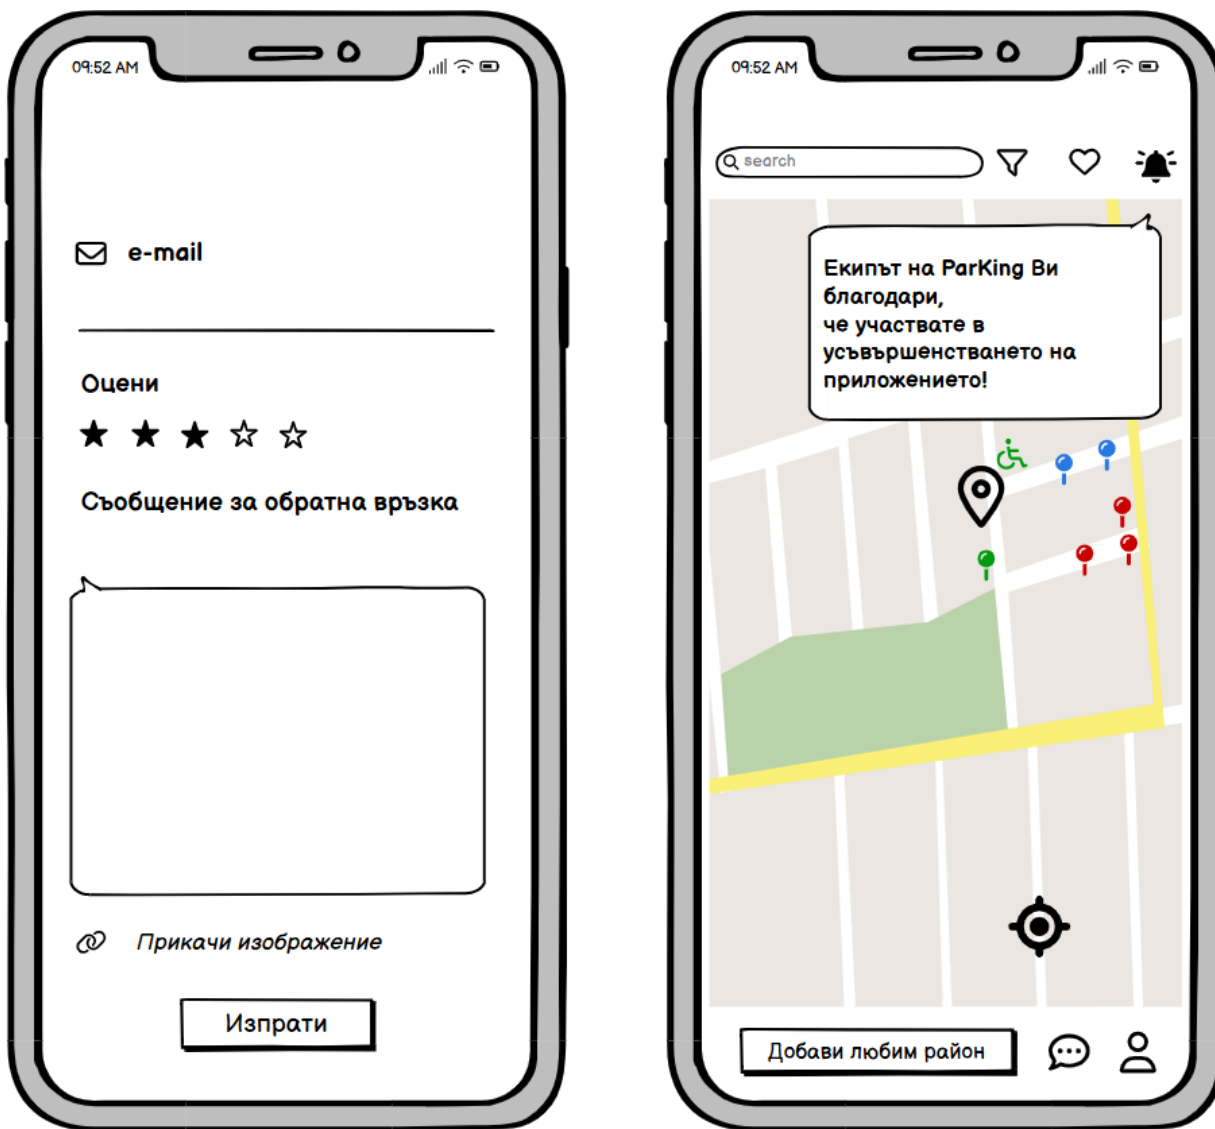 09:52 AM
e-mail
Оцени
Съобщение за обратна връзка
Прикачи изображение
Изпрати
09:52 AM
search
Екипът на ParKing Ви
благодари,
че участвате в
усъвършенстването на
приложението!
Добави любим район